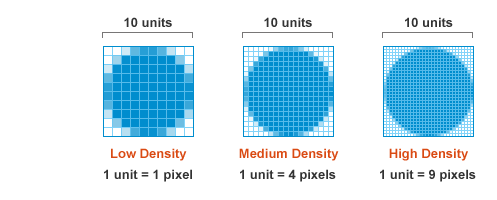 10 units
10 units
10 units
Low Density
Medium Density
High Density
1 unit = 1 pixel
1 unit = 4 pixels
1 unit = 9 pixels